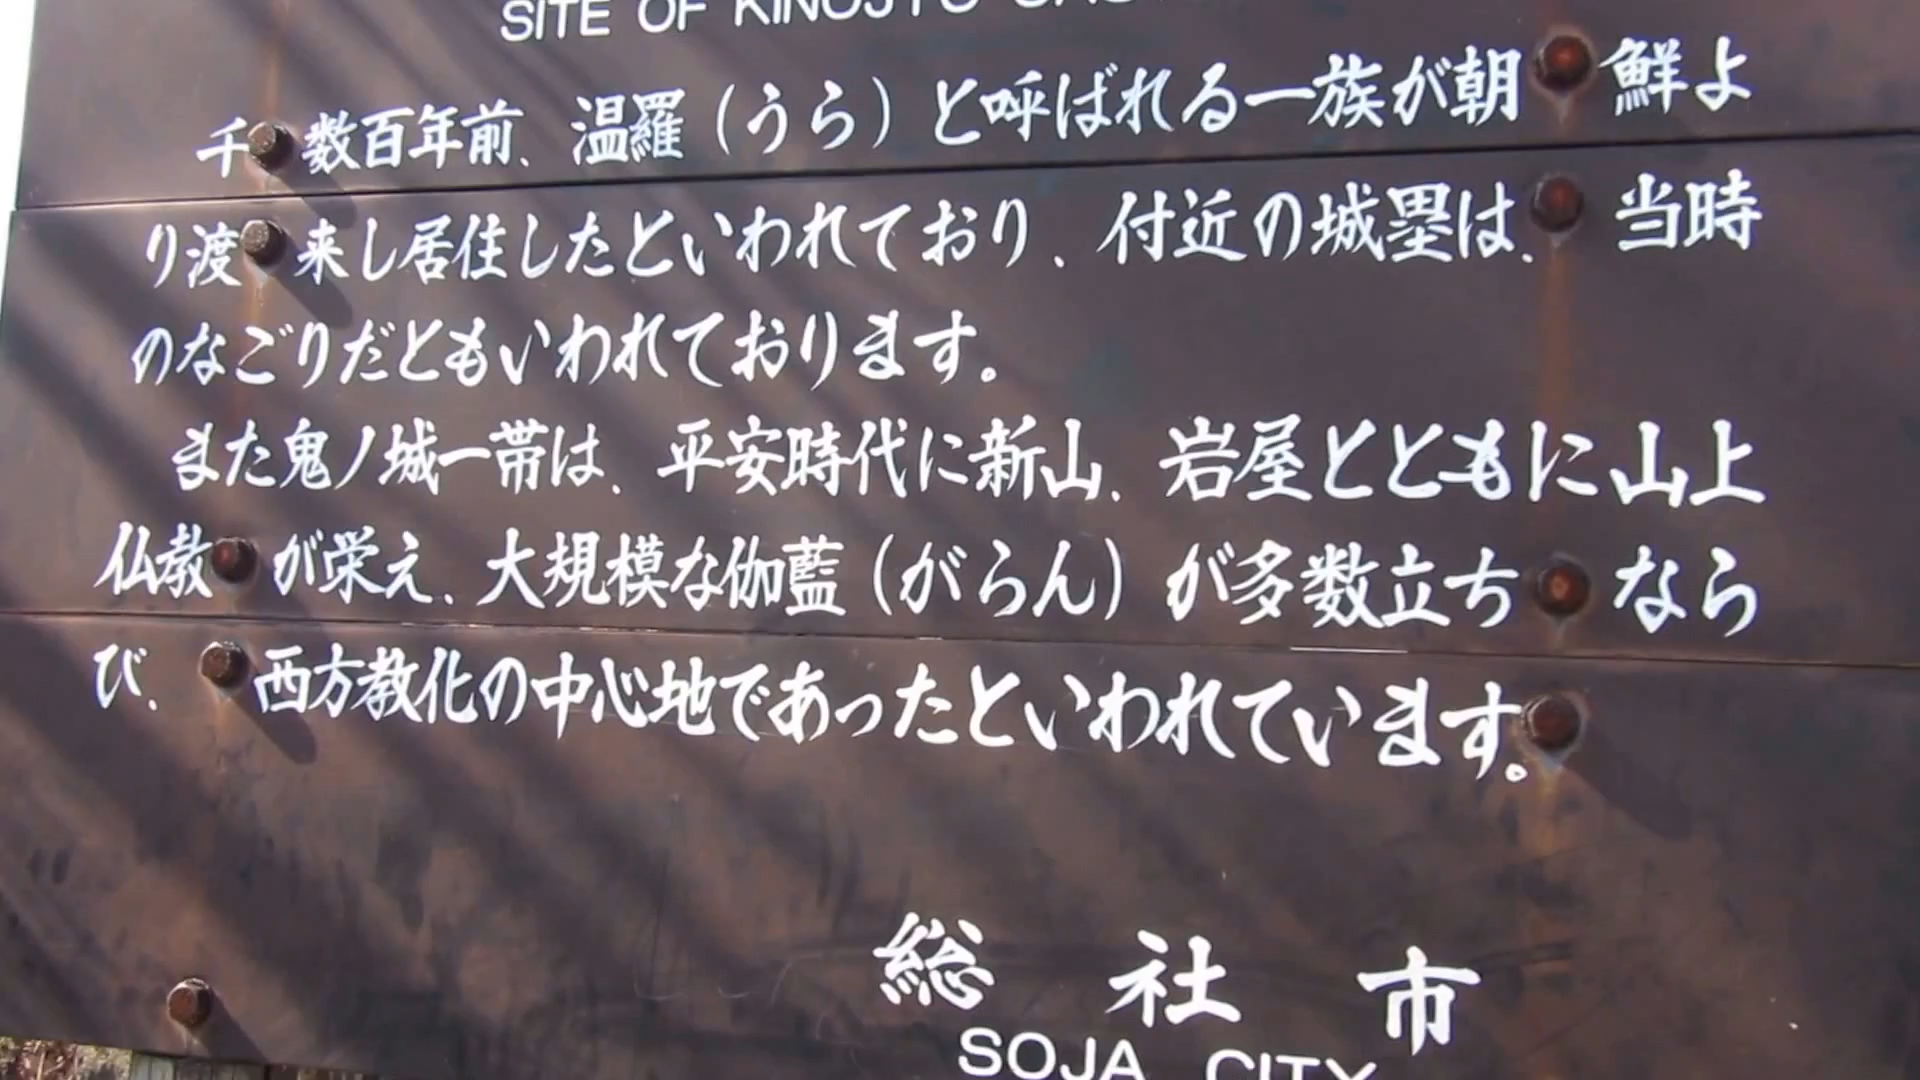 SITE OF KINOJYO
千数百年前、温羅(うら)と呼ばれる一族が朝鮮よ
り渡来し居住したといわれており、付近の城塁は、当時
のなごりだともいわれております。
また鬼ノ城一帯は、平安時代に新山、岩屋とともに山上
仏教が栄え、大規模な伽藍(がらん)が多数立ちなら
び、西方教化の中心地であったといわれています。
総社市
SOJA CITY